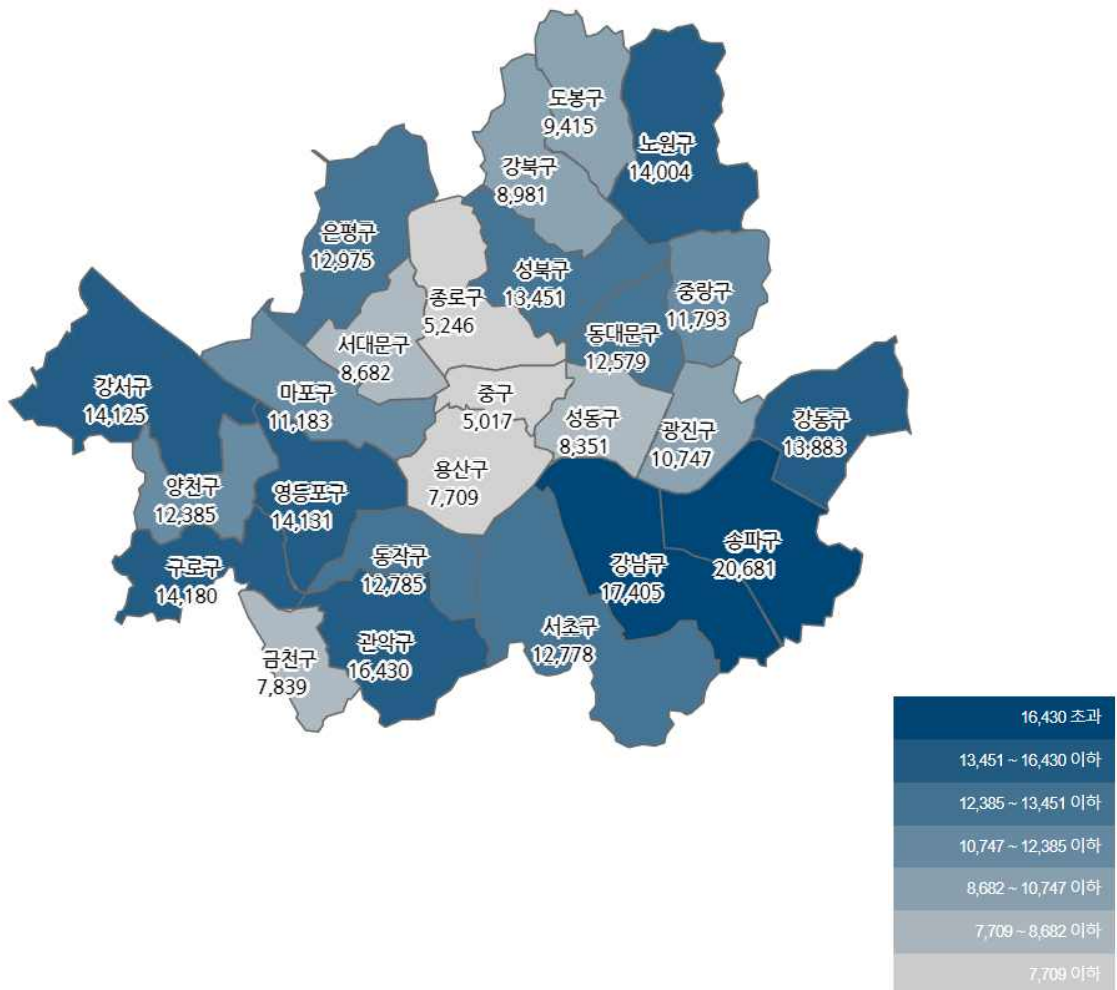 도봉구
9,415
노원구
14,004
강북구
8,981
은평구
12,975
성북구
13,451
중랑구
11,793
종로구
5,246
동대문구
12,579
서대문구
8,682
강서구
14,125
마포구
11,183
중구
5,017
성동구
8,351
광진구
10,747
강동구
13,883
양천구
12,385
영등포구
14,131
용산구
7,709
구로구
14,180
동작구
12,785
강남구
17,405
송파구
20,681
서초구
12,778
관악구
16,430
금천구
7,839
16,430 초과
13,451 ~ 16,430 이하
12,385 ~ 13,451 이하
10,747 ~ 12,385 이하
8,682 ~ 10,747 이하
7,709 ~ 8,682 이하
7,709 이하